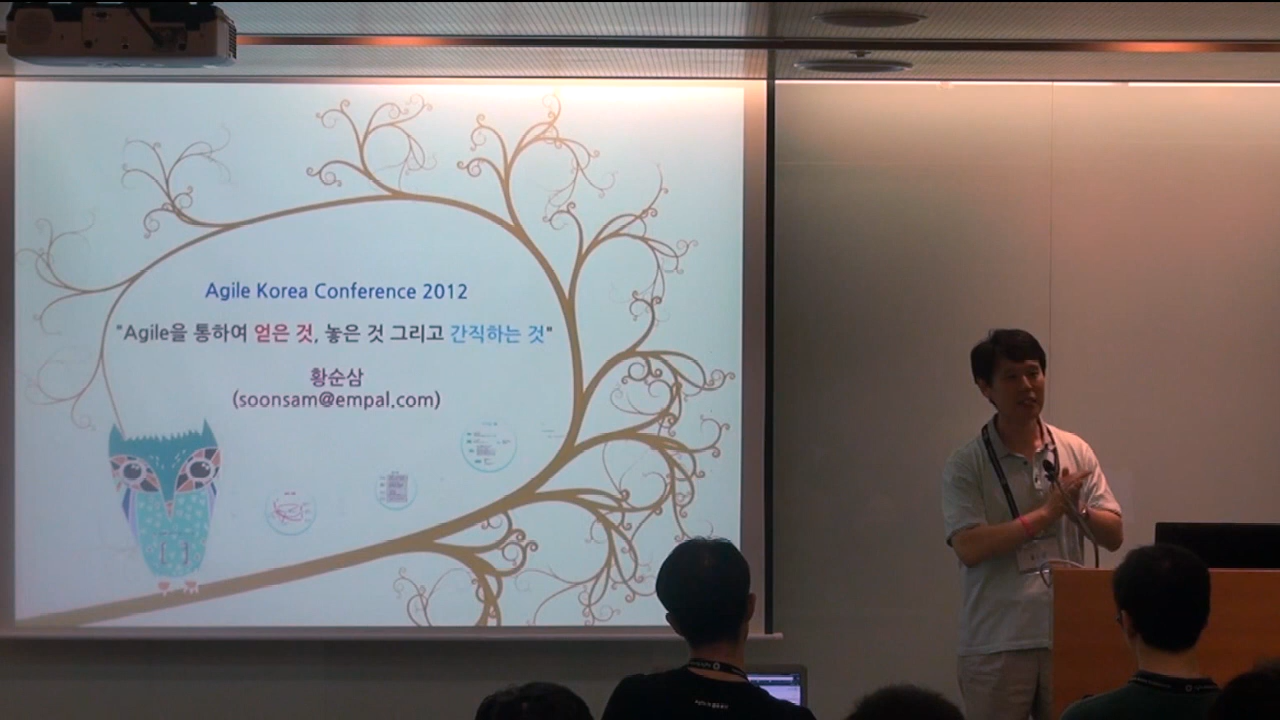 Agile Korea Conference 2012
"Agile을 통하여 얻은 것, 놓은 것 그리고 간직하는 것"
황순삼
(soonsam@empal.com)